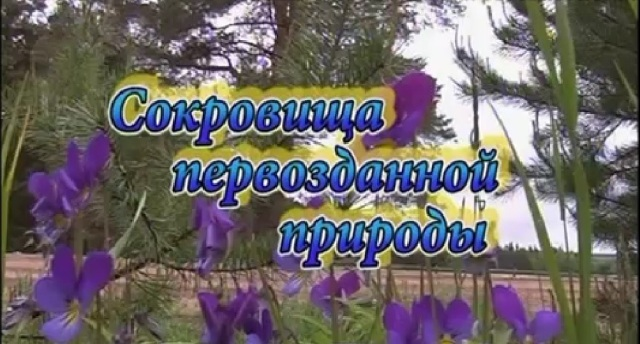 Сокровища
первозданной
природы